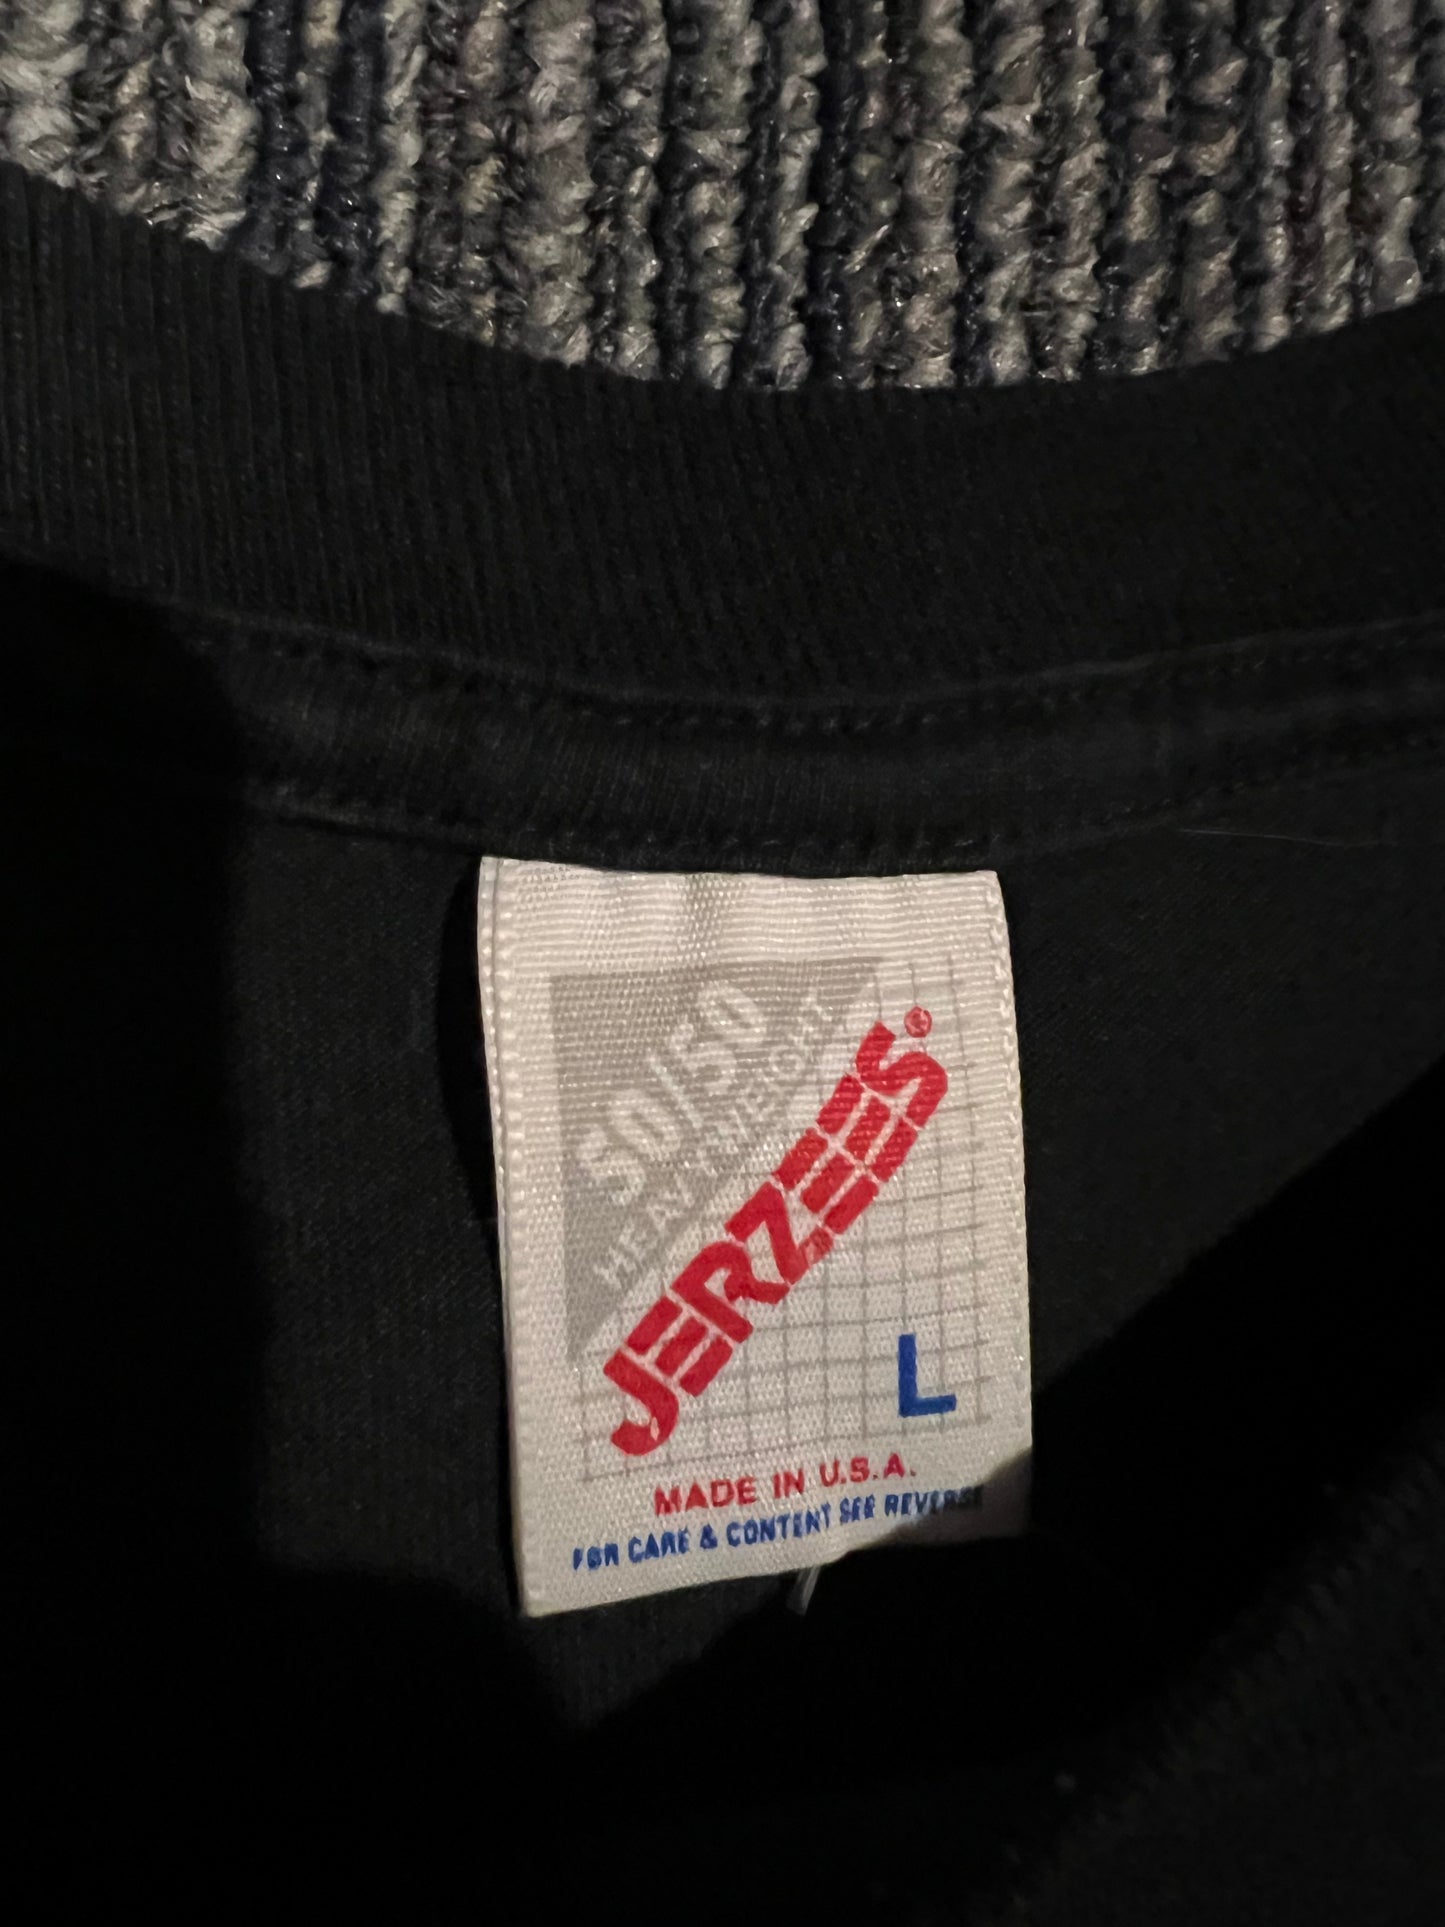 50/50
HEAVYWEIGHT
JERZEES®
L
MADE IN U.S.A.
FOR CARE & CONTENT SEE REVERSE